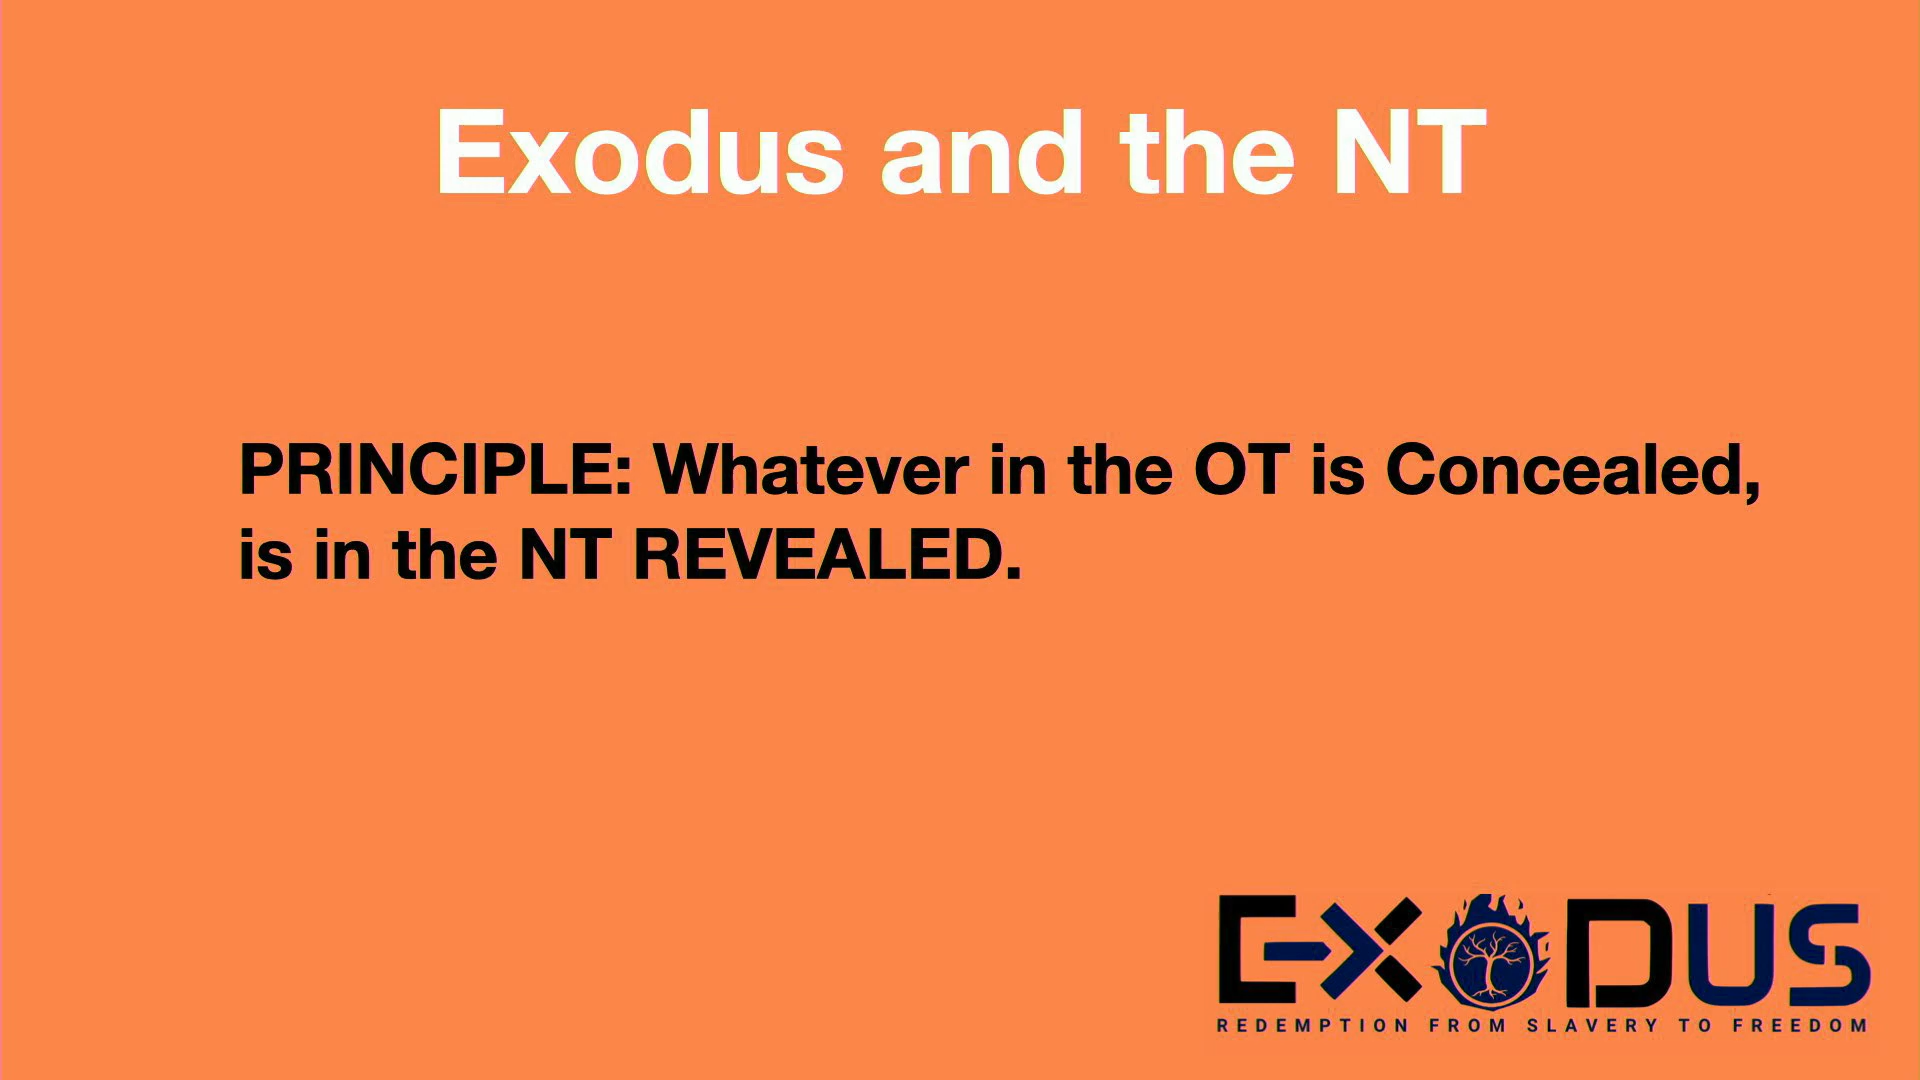 Exodus and the NT
PRINCIPLE: Whatever in the OT is Concealed,
is in the NT REVEALED.
EXODUS
REDEMPTION FROM SLAVERY TO FREEDOM